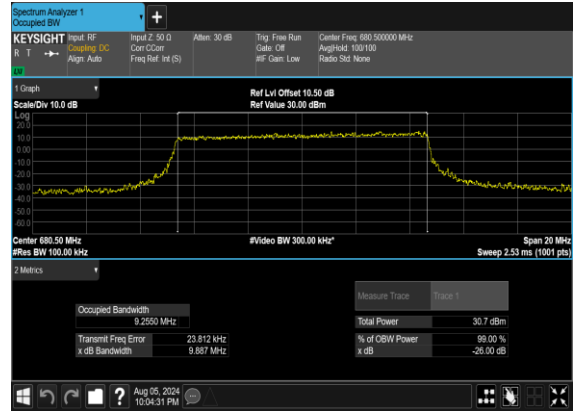 Spectrum Analyzer 1
Occupied BW
KEYSIGHT Input: RF Input Z: 50 Ω Atten: 30 dB Trig: Free Run Center Freq: 680.500000 MHz
R T Coupling: DC Corr CCorr Gate: Off Avg|Hold: 100/100
Align: Auto Freq Ref: Int (S) #IF Gain: Low Radio Std: None
LXI
1 Graph Ref Lvl Offset 10.50 dB
Scale/Div 10.0 dB Ref Value 30.00 dBm
Log
20.0
10.0
0.00
-10.0
-20.0
-30.0
-40.0
-50.0
-60.0
Center 680.50 MHz #Video BW 300.00 kHz* Span 20 MHz
#Res BW 100.00 kHz Sweep 2.53 ms (1001 pts)
2 Metrics
Measure Trace Trace 1
Occupied Bandwidth
9.2550 MHz Total Power 30.7 dBm
Transmit Freq Error 23.812 kHz % of OBW Power 99.00 %
x dB Bandwidth 9.887 MHz x dB -26.00 dB
? Aug 05, 2024
10:04:31 PM